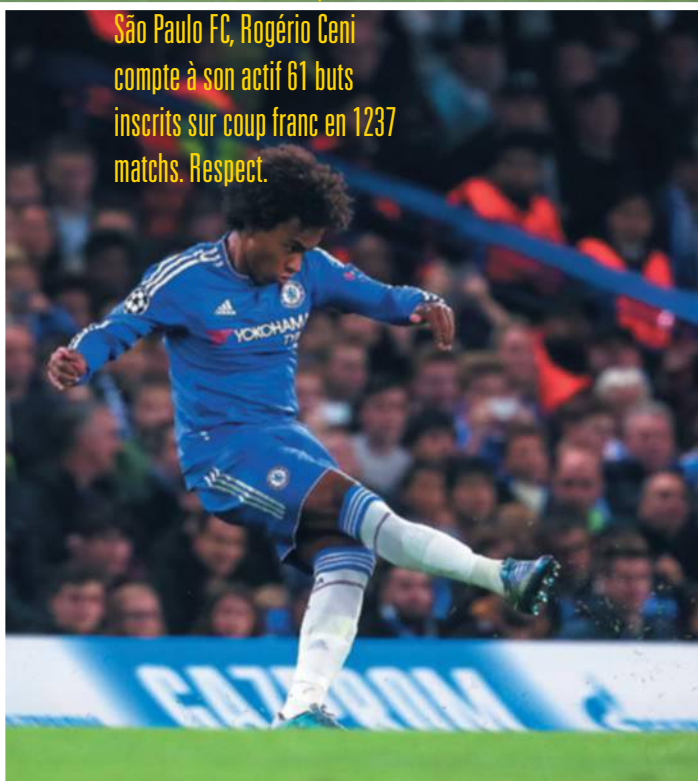 São Paulo FC, Rogério Ceni
compte à son actif 61 buts
inscrits sur coup franc en 1237
matchs. Respect.
adidas
YOKOHAMA
GAZPROM